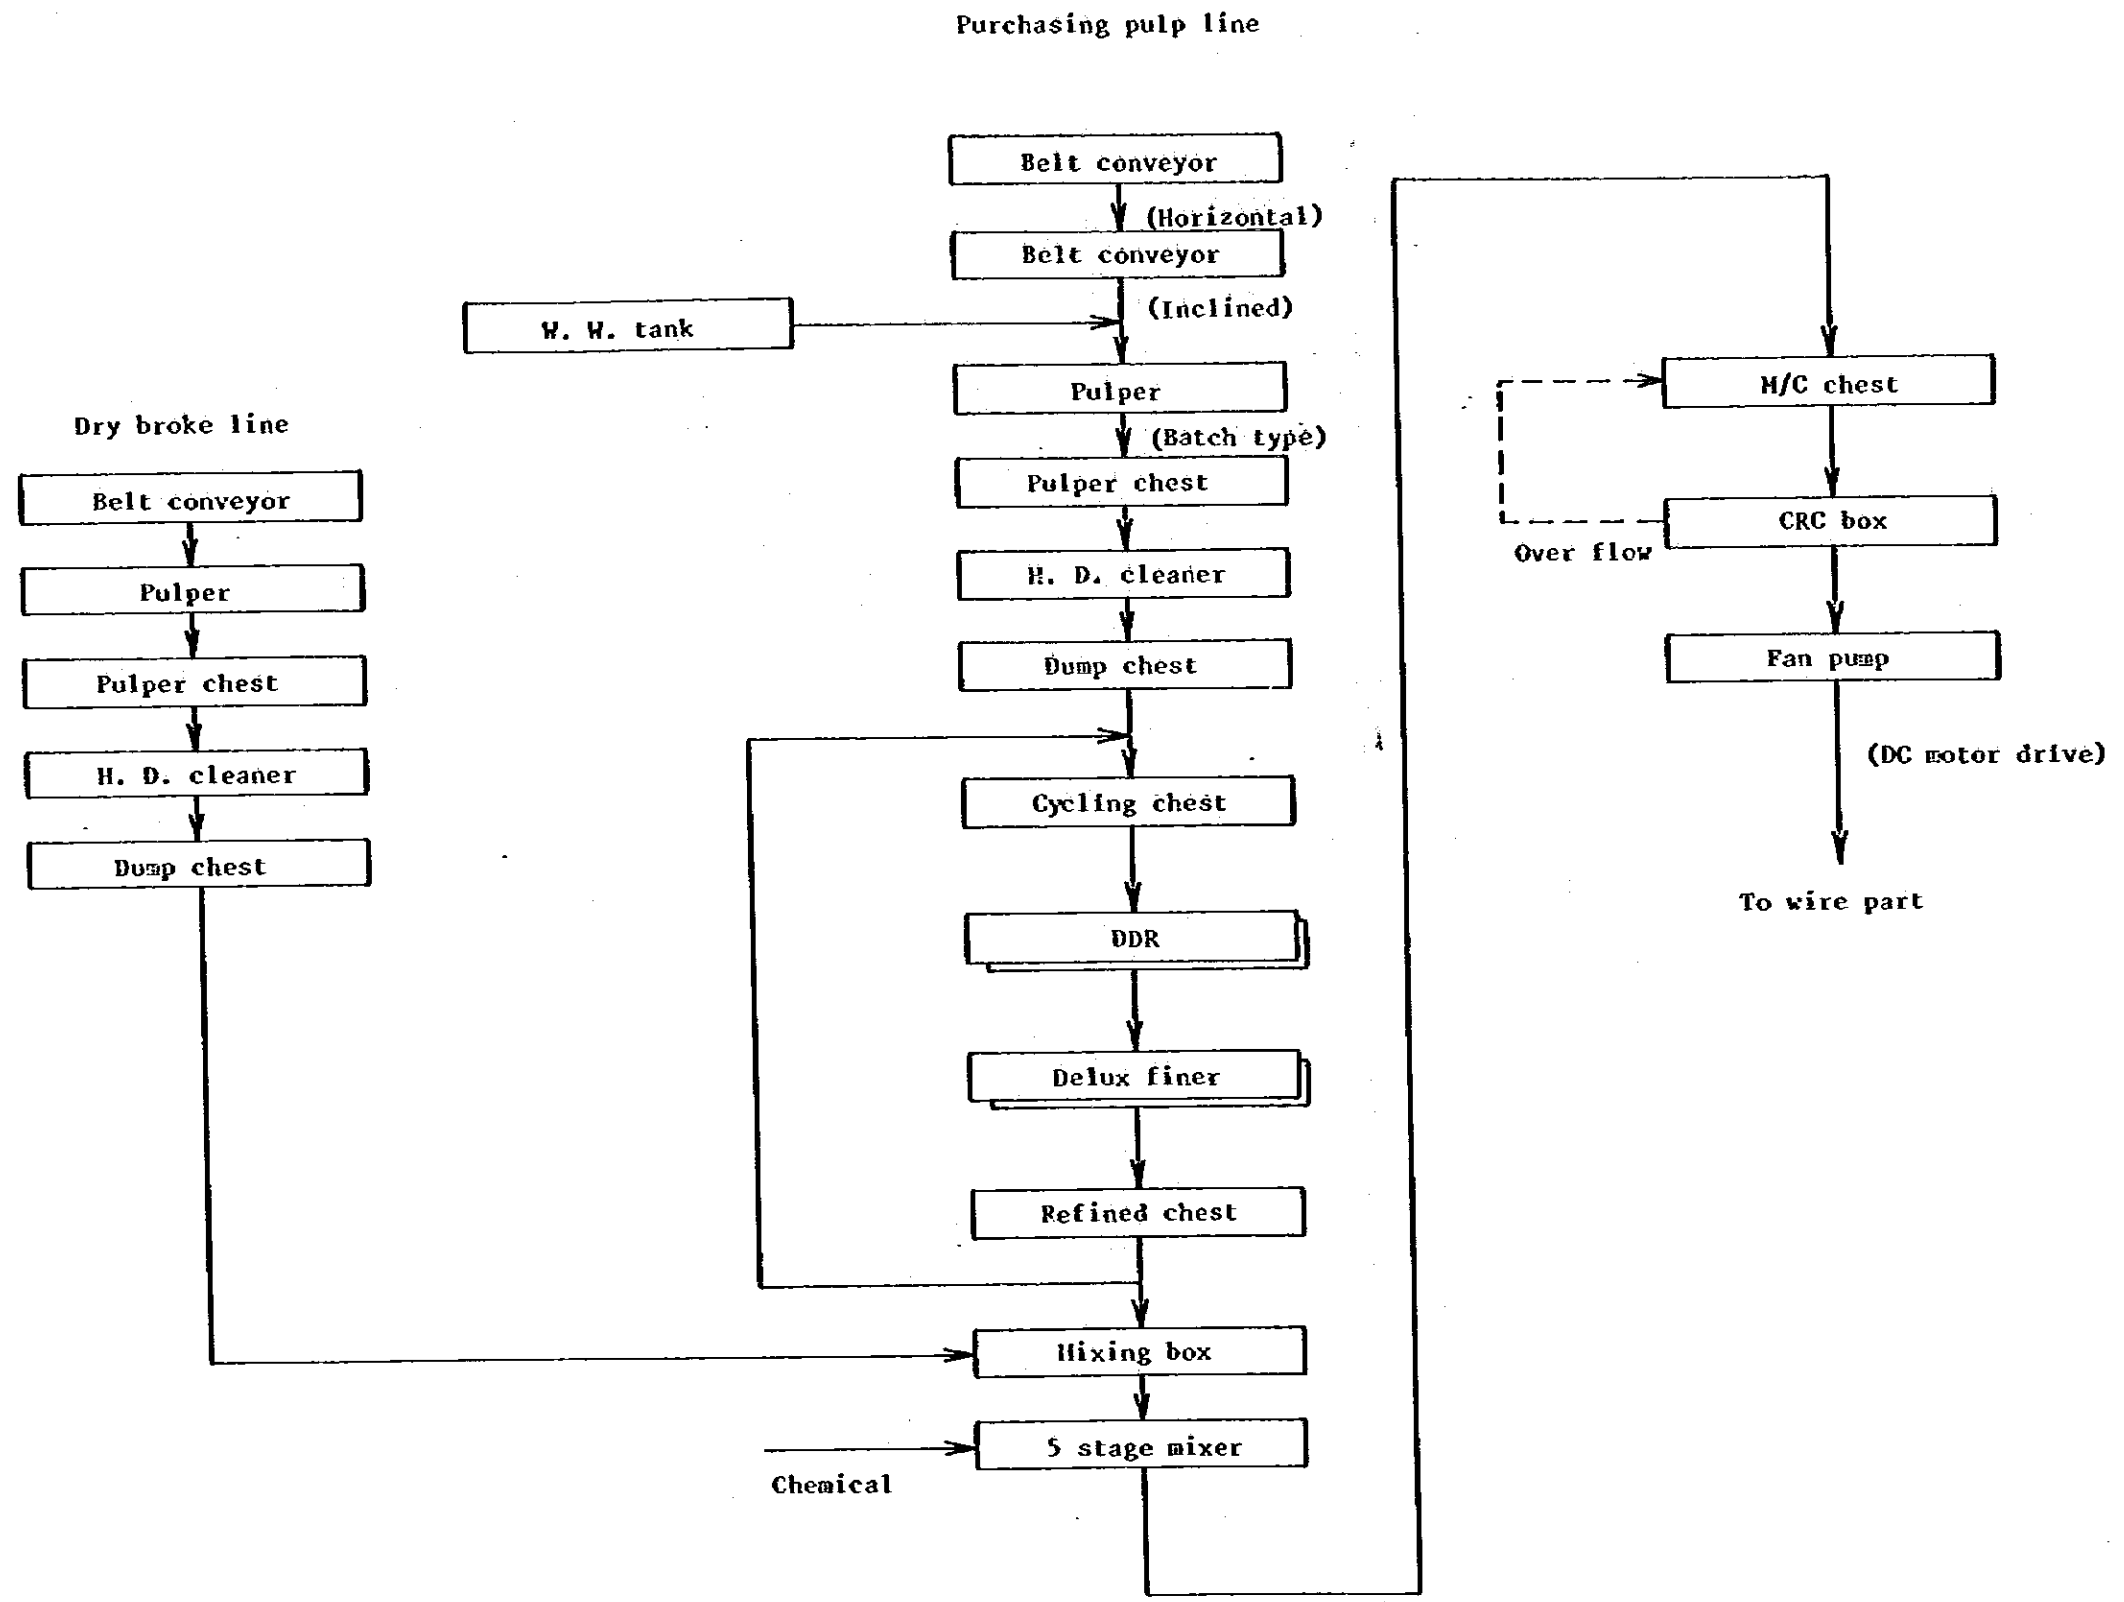 Purchasing pulp line
Belt conveyor
(Horizontal)
Belt conveyor
(Inclined)
W. W. tank
Pulper
(Batch type)
Pulper chest
H. D. cleaner
Dump chest
Cycling chest
DDR
Delux finer
Refined chest
Mixing box
5 stage mixer
Chemical
Dry broke line
Belt conveyor
Pulper
Pulper chest
H. D. cleaner
Dump chest
M/C chest
CRC box
Over flow
Fan pump
(DC motor drive)
To wire part